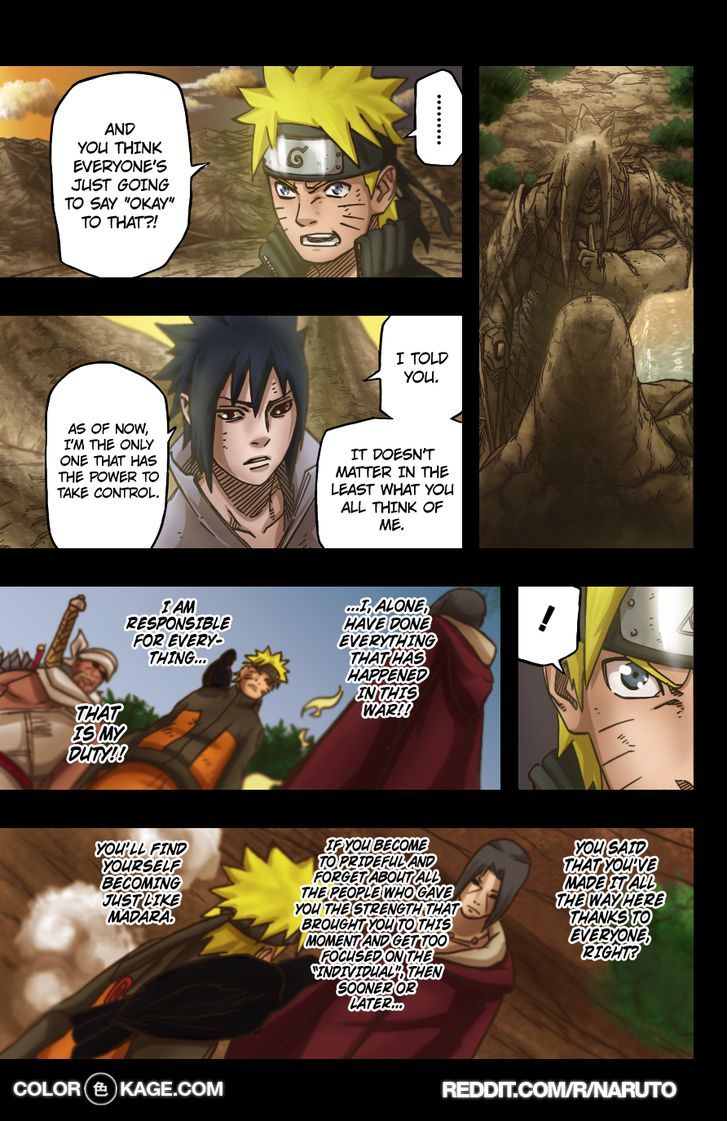 .........
AND
YOU THINK
EVERYONE'S
JUST GOING
TO SAY "OKAY"
TO THAT?!
I TOLD
YOU.
IT DOESN'T
MATTER IN THE
LEAST WHAT YOU
ALL THINK OF
ME.
AS OF NOW,
I'M THE ONLY
ONE THAT HAS
THE POWER TO
TAKE CONTROL.
!
...I, ALONE,
HAVE DONE
EVERYTHING
THAT HAS
HAPPENED
IN THIS
WAR!!
I AM
RESPONSIBLE
FOR EVERY-
THING...
THAT
IS MY
DUTY!!
YOU SAID
THAT YOU'VE
MADE IT ALL
THE WAY HERE
THANKS TO
EVERYONE,
RIGHT?
IF YOU BECOME
TO PRIDEFUL AND
FORGET ABOUT ALL
THE PEOPLE WHO GAVE
YOU THE STRENGTH THAT
BROUGHT YOU TO THIS
MOMENT AND GET TOO
FOCUSED ON THE
"INDIVIDUAL", THEN
SOONER OR
LATER...
YOU'LL FIND
YOURSELF
BECOMING
JUST LIKE
MADARA.
COLOR 色 KAGE.COM
REDDIT.COM/R/NARUTO